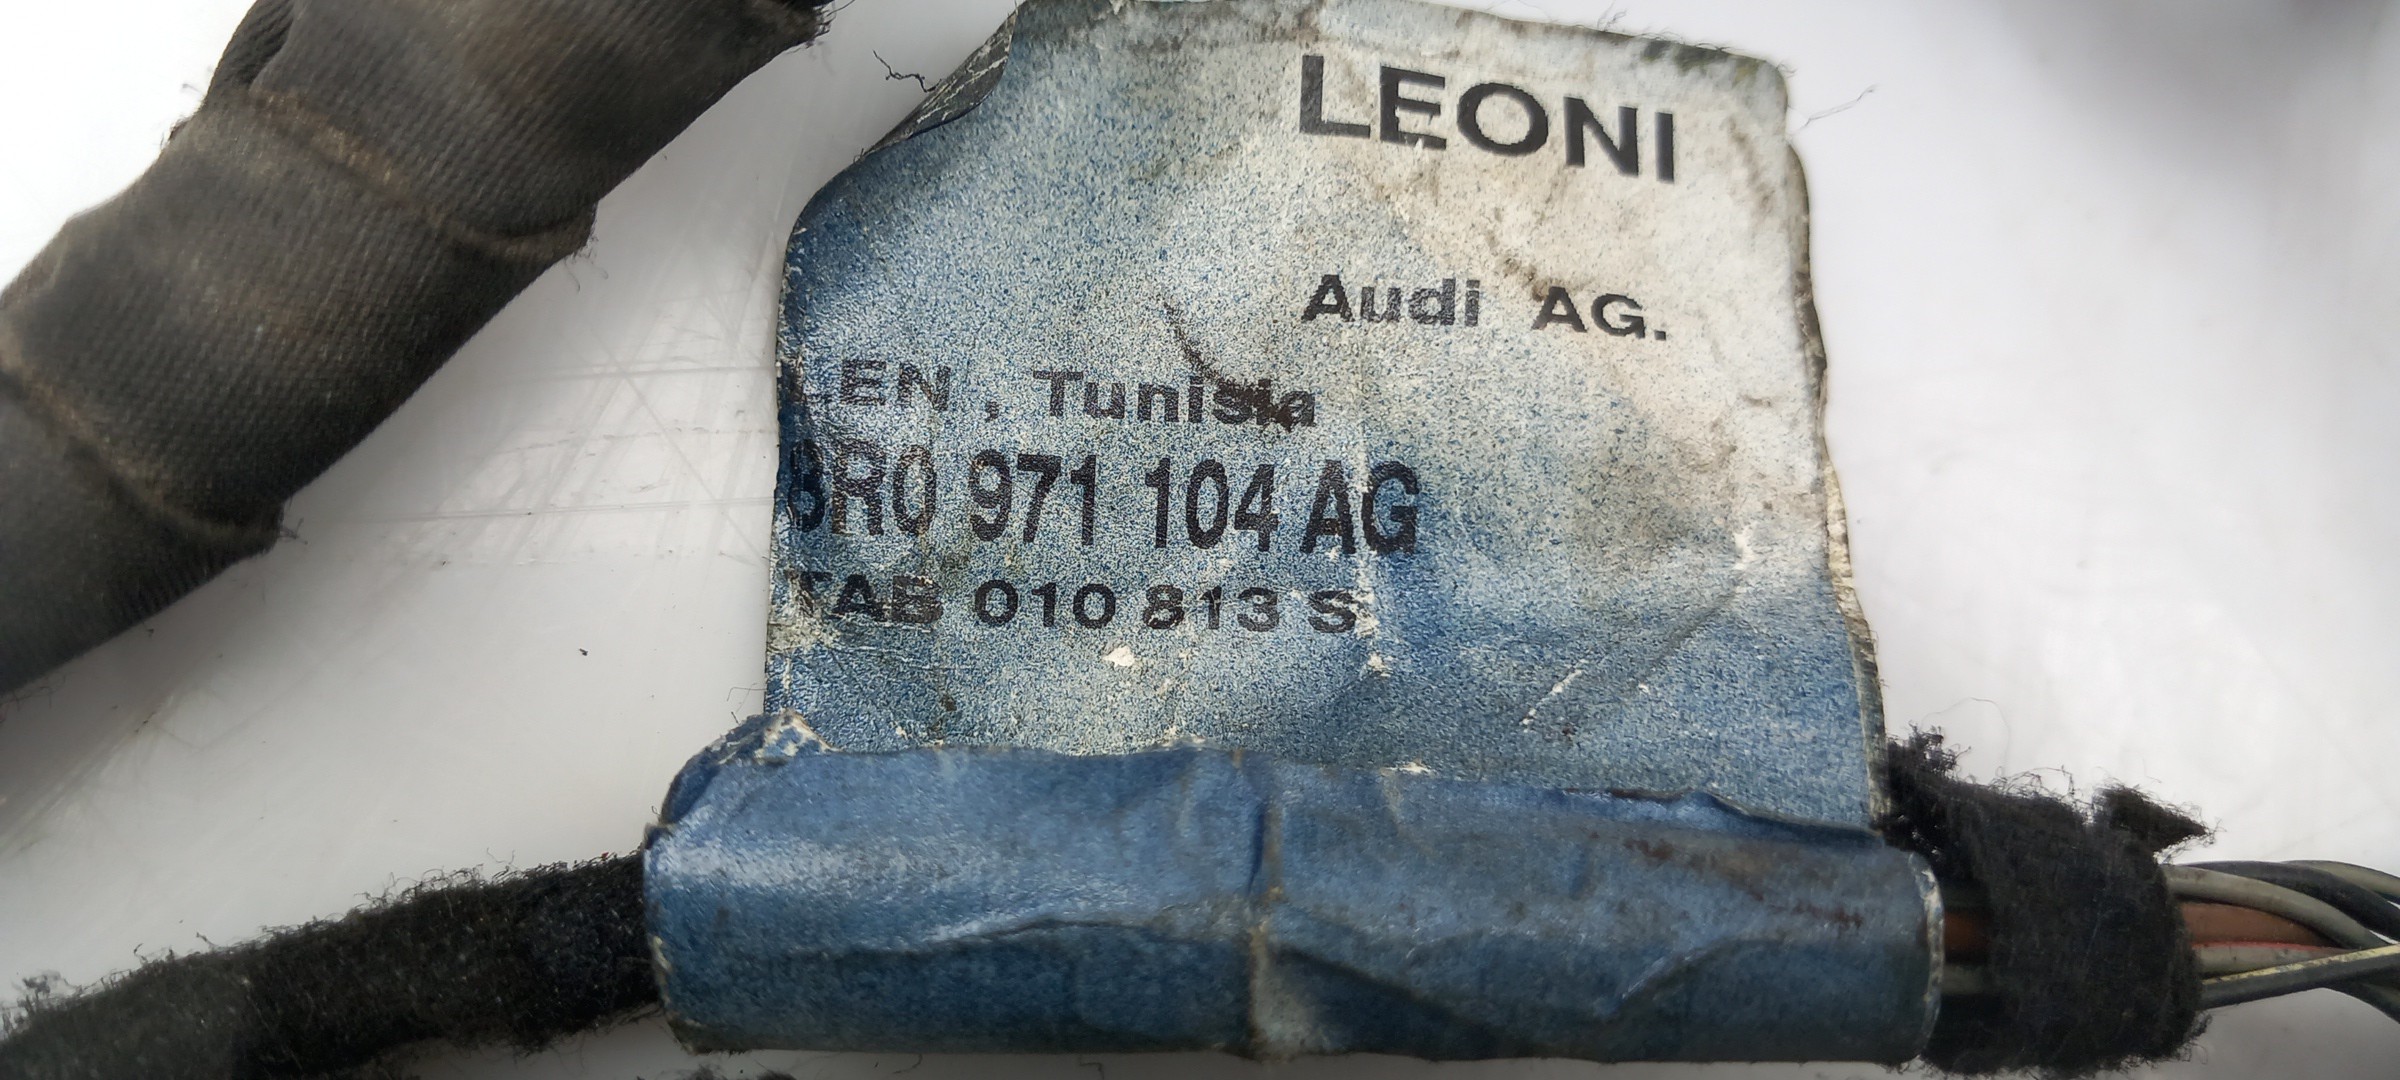 LEONI
Audi AG.
LEN , Tunisia
8R0 971 104 AG
TAB 010 813 S